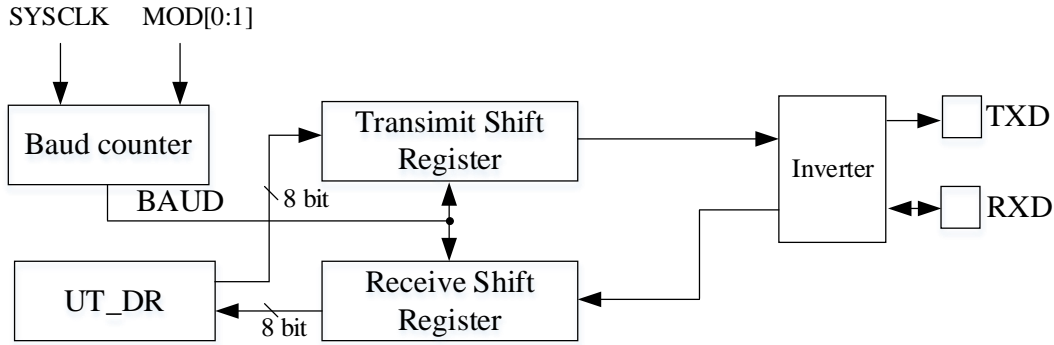 SYSCLK
MOD[0:1]
Baud counter
Transimit Shift
Register
Inverter
TXD
RXD
BAUD
8 bit
UT_DR
Receive Shift
Register
8 bit